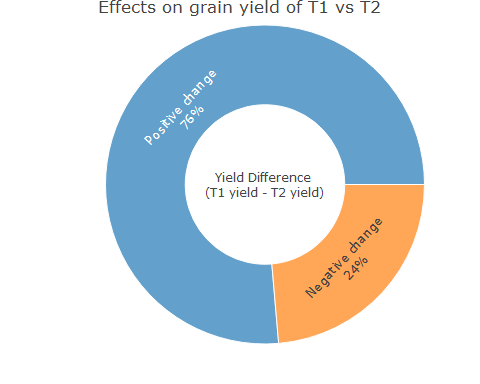 Effects on grain yield of T1 vs T2
Positive change
76%
Yield Difference
(T1 yield - T2 yield)
Negative change
24%